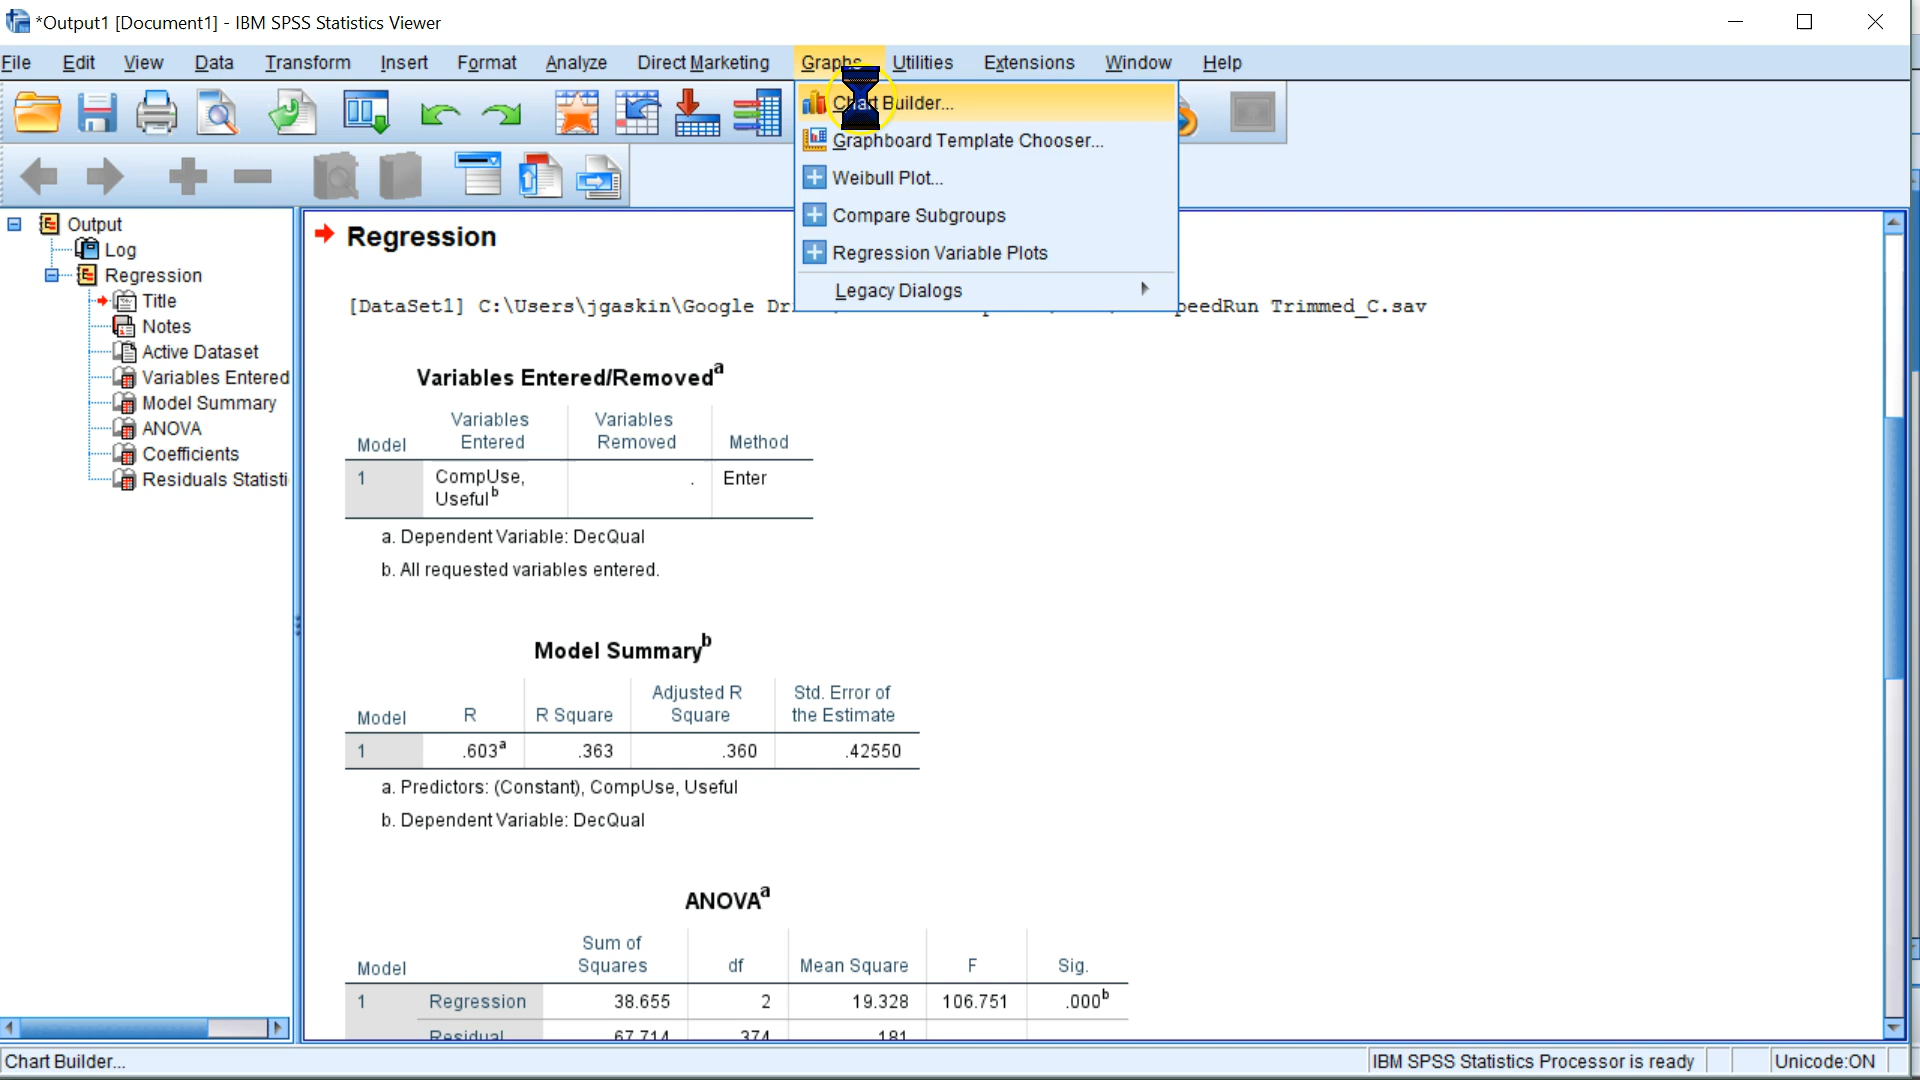 *Output1 [Document1] - IBM SPSS Statistics Viewer
File Edit View Data Transform Insert Format Analyze Direct Marketing Graphs Utilities Extensions Window Help
Chart Builder...
Graphboard Template Chooser...
Weibull Plot...
Compare Subgroups
Regression Variable Plots
Legacy Dialogs
Output
Log
Regression
Title
Notes
Active Dataset
Variables Entered
Model Summary
ANOVA
Coefficients
Residuals Statisti
Regression
[DataSet1] C:\Users\jgaskin\Google Dr peedRun Trimmed_C.sav
Variables Entered/Removedᵃ
Model Variables Entered Variables Removed Method
1 CompUse, Usefulᵇ . Enter
a. Dependent Variable: DecQual
b. All requested variables entered.
Model Summaryᵇ
Model R R Square Adjusted R Square Std. Error of the Estimate
1 .603ᵃ .363 .360 .42550
a. Predictors: (Constant), CompUse, Useful
b. Dependent Variable: DecQual
ANOVAᵃ
Model Sum of Squares df Mean Square F Sig.
1 Regression 38.655 2 19.328 106.751 .000ᵇ
Residual 67.714 374 .181
Chart Builder...
IBM SPSS Statistics Processor is ready
Unicode:ON